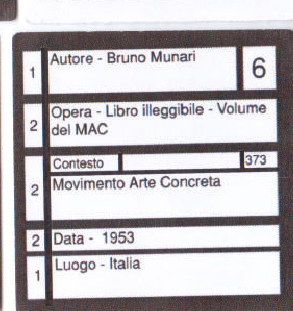 1 Autore - Bruno Munari 6
2 Opera - Libro illeggibile - Volume
del MAC
Contesto 373
2 Movimento Arte Concreta
2 Data - 1953
1 Luogo - Italia